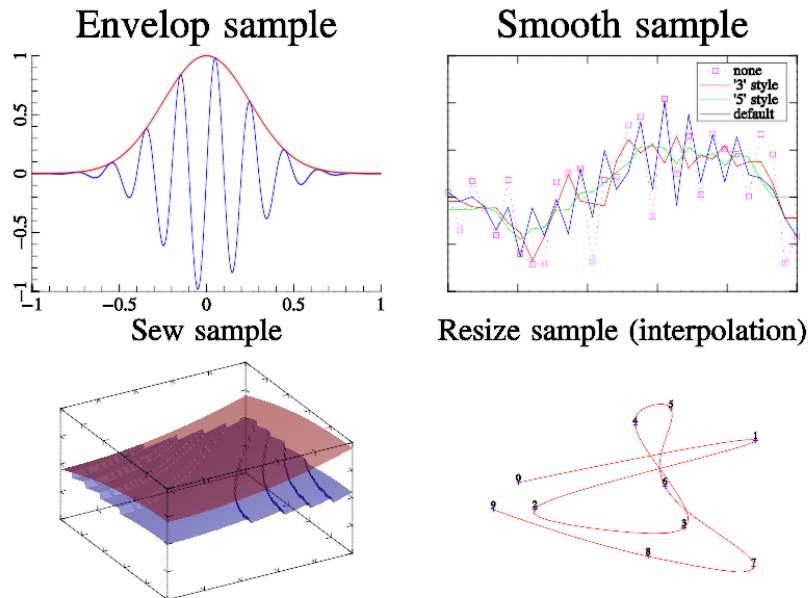 Envelop sample
1
0.5
0
−0.5
−1
−1
−0.5
0
0.5
1
Smooth sample
none
'3' style
'5' style
default
Sew sample
Resize sample (interpolation)
5
4
1
0
6
9
2
3
8
7